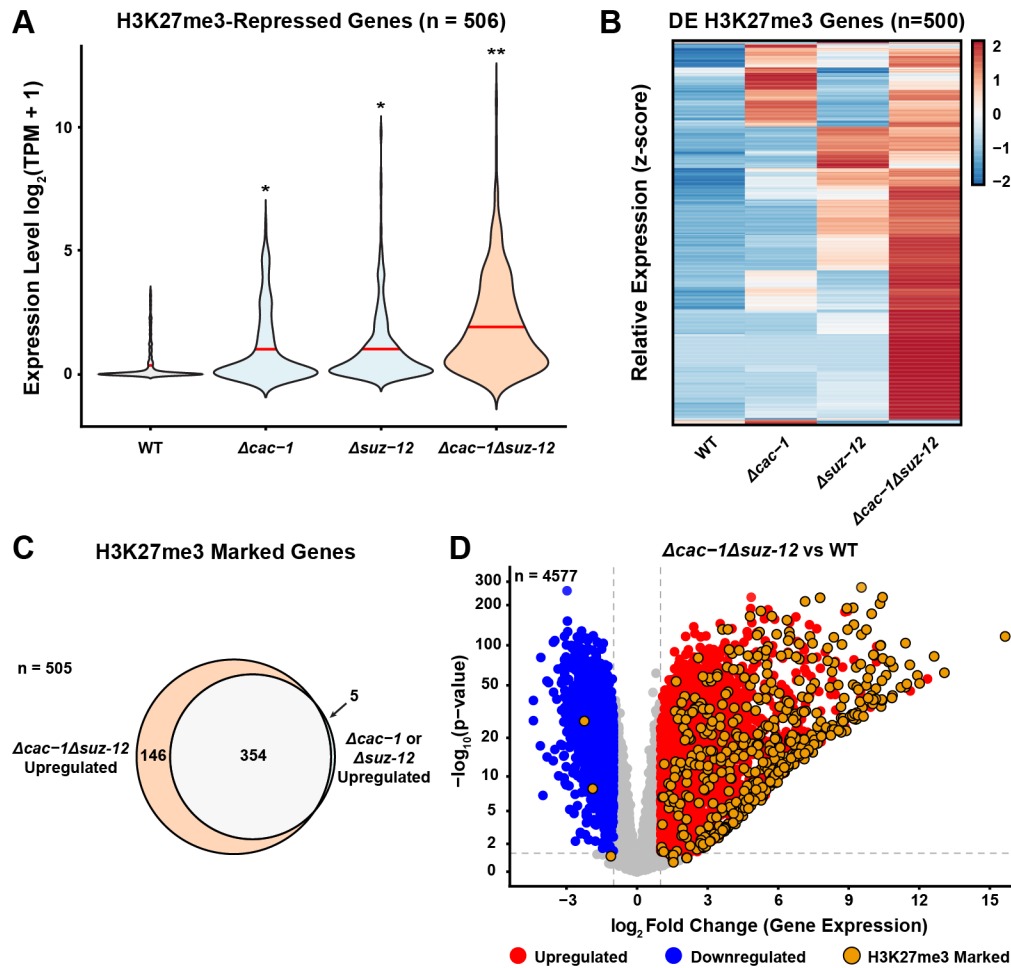 A
H3K27me3-Repressed Genes (n = 506)
Expression Level log2(TPM + 1)
10
5
0
*
*
**
WT
Δcac−1
Δsuz−12
Δcac−1Δsuz-12
B
DE H3K27me3 Genes (n=500)
Relative Expression (z-score)
2
1
0
−1
−2
WT
Δcac−1
Δsuz−12
Δcac−1Δsuz-12
C
H3K27me3 Marked Genes
n = 505
5
Δcac−1Δsuz-12
Upregulated
146
354
Δcac−1 or
Δsuz-12
Upregulated
D
Δcac−1Δsuz-12 vs WT
n = 4577
−log10(p−value)
300
200
100
50
20
10
5
2
0
−3
0
3
6
9
12
15
log2 Fold Change (Gene Expression)
Upregulated
Downregulated
H3K27me3 Marked